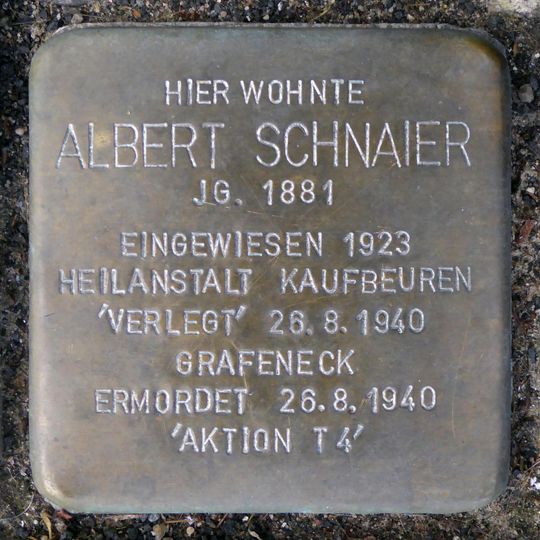 HIER WOHNTE
ALBERT SCHNAIER
JG. 1881
EINGEWIESEN 1923
HEILANSTALT KAUFBEUREN
'VERLEGT' 26.8.1940
GRAFENECK
ERMORDET 26.8.1940
'AKTION T4'